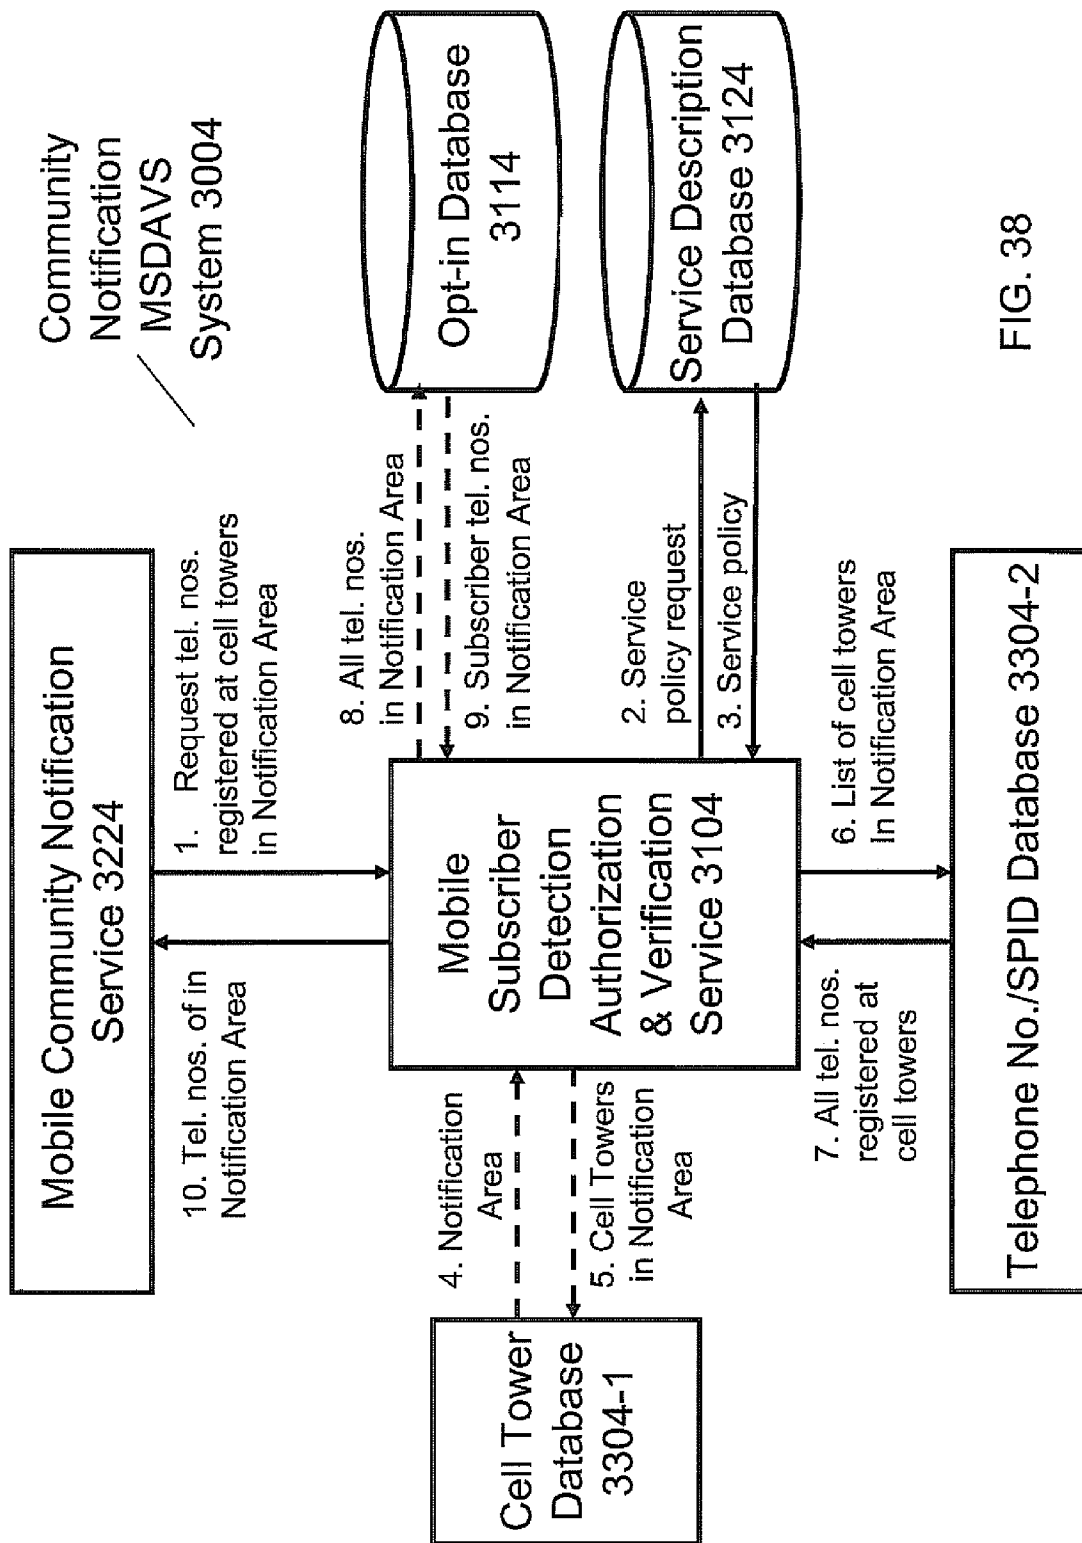 Community
Notification
MSDAVS
System 3004
Mobile Community Notification
Service 3224
1. Request tel. nos.
registered at cell towers
in Notification Area
10. Tel. nos. of in
Notification Area
8. All tel. nos.
in Notification Area
9. Subscriber tel. nos.
in Notification Area
Opt-in Database
3114
Cell Tower
Database
3304-1
4. Notification
Area
5. Cell Towers
in Notification
Area
Mobile
Subscriber
Detection
Authorization
& Verification
Service 3104
2. Service
policy request
3. Service policy
Service Description
Database 3124
7. All tel. nos.
registered at
cell towers
6. List of cell towers
In Notification Area
Telephone No./SPID Database 3304-2
FIG. 38